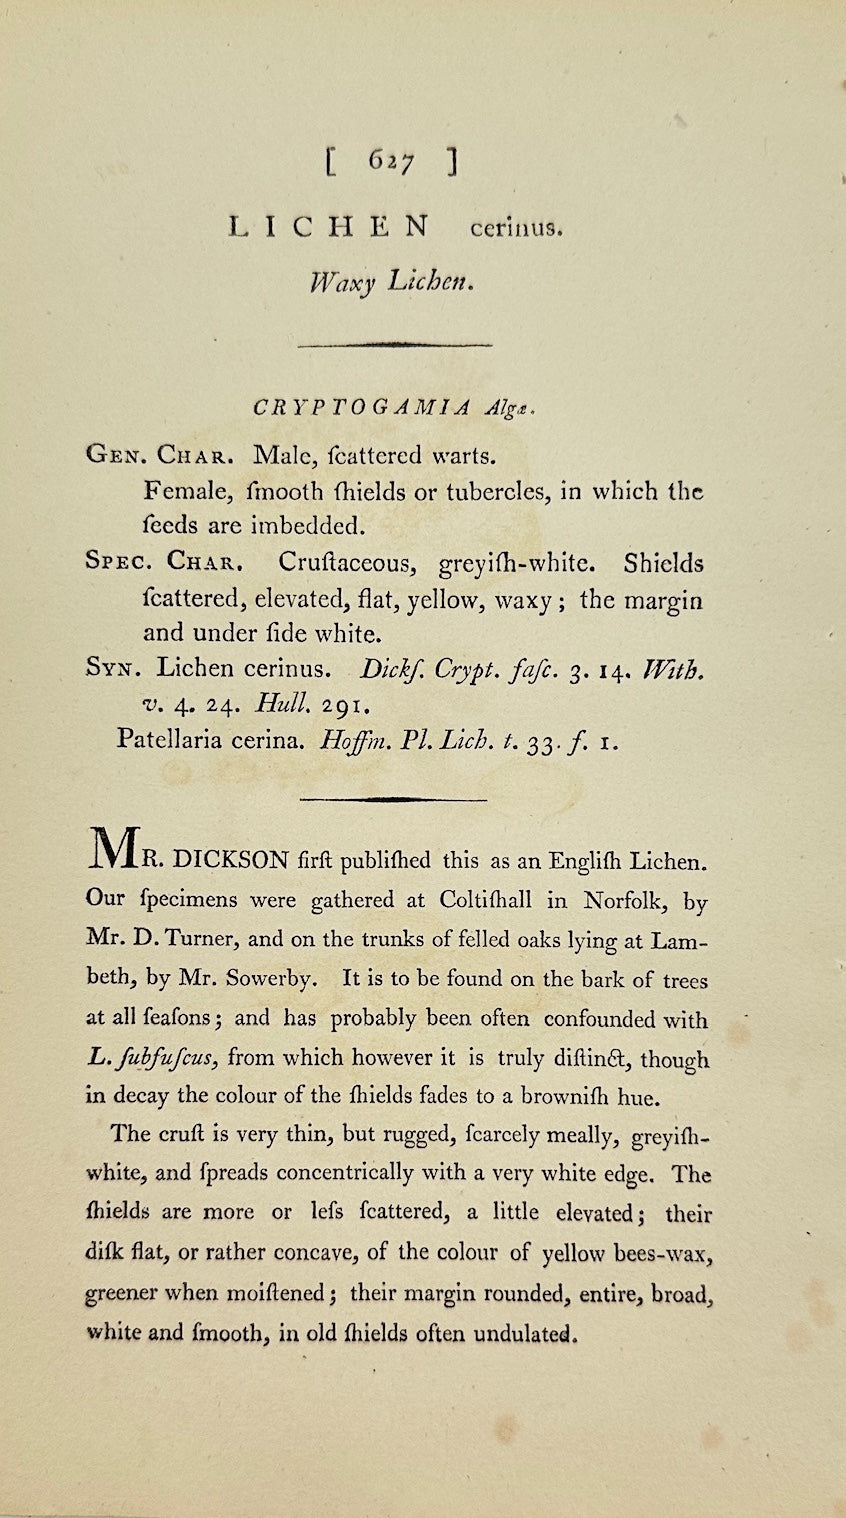 [ 627 ]
LICHEN cerinus.
Waxy Lichen.
CRYPTOGAMIA Algæ.
GEN. CHAR. Male, ſcattered warts.
Female, ſmooth ſhields or tubercles, in which the
ſeeds are imbedded.
SPEC. CHAR. Cruſtaceous, greyiſh-white. Shields
ſcattered, elevated, flat, yellow, waxy; the margin
and under ſide white.
SYN. Lichen cerinus. Dickſ. Crypt. faſc. 3. 14. With.
v. 4. 24. Hull. 291.
Patellaria cerina. Hoffm. Pl. Lich. t. 33. f. 1.
MR. DICKSON firſt publiſhed this as an Engliſh Lichen.
Our ſpecimens were gathered at Coltiſhall in Norfolk, by
Mr. D. Turner, and on the trunks of felled oaks lying at Lam-
beth, by Mr. Sowerby. It is to be found on the bark of trees
at all ſeaſons; and has probably been often confounded with
L. ſubfuſcus, from which however it is truly diſtinct, though
in decay the colour of the ſhields fades to a browniſh hue.
The cruſt is very thin, but rugged, ſcarcely meally, greyiſh-
white, and ſpreads concentrically with a very white edge. The
ſhields are more or leſs ſcattered, a little elevated; their
diſk flat, or rather concave, of the colour of yellow bees-wax,
greener when moiſtened; their margin rounded, entire, broad,
white and ſmooth, in old ſhields often undulated.